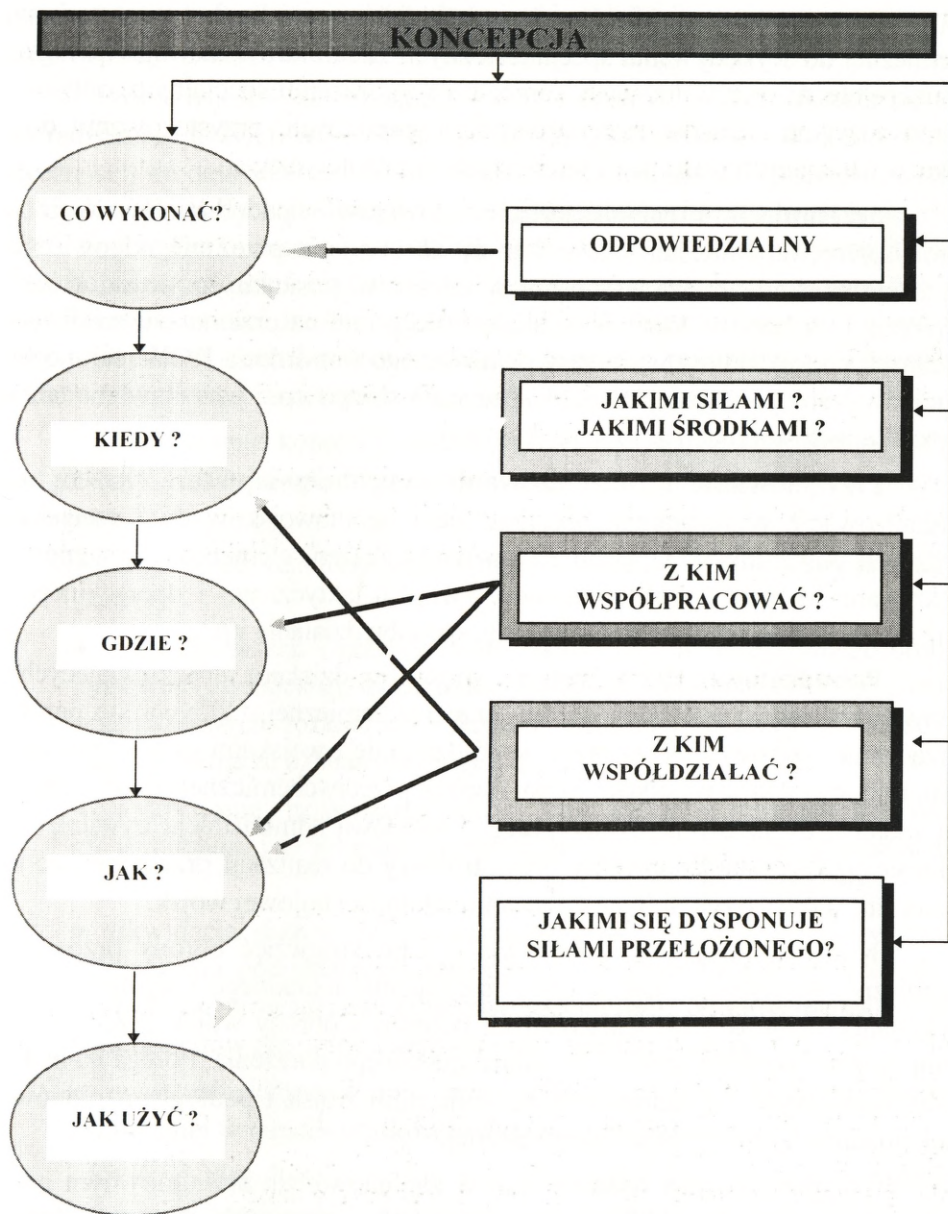 KONCEPCJA
CO WYKONAĆ?
ODPOWIEDZIALNY
KIEDY ?
JAKIMI SIŁAMI ?
JAKIMI ŚRODKAMI ?
GDZIE ?
Z KIM
WSPÓŁPRACOWAĆ ?
Z KIM
WSPÓŁDZIAŁAĆ ?
JAK ?
JAKIMI SIĘ DYSPONUJE
SIŁAMI PRZEŁOŻONEGO?
JAK UŻYĆ ?